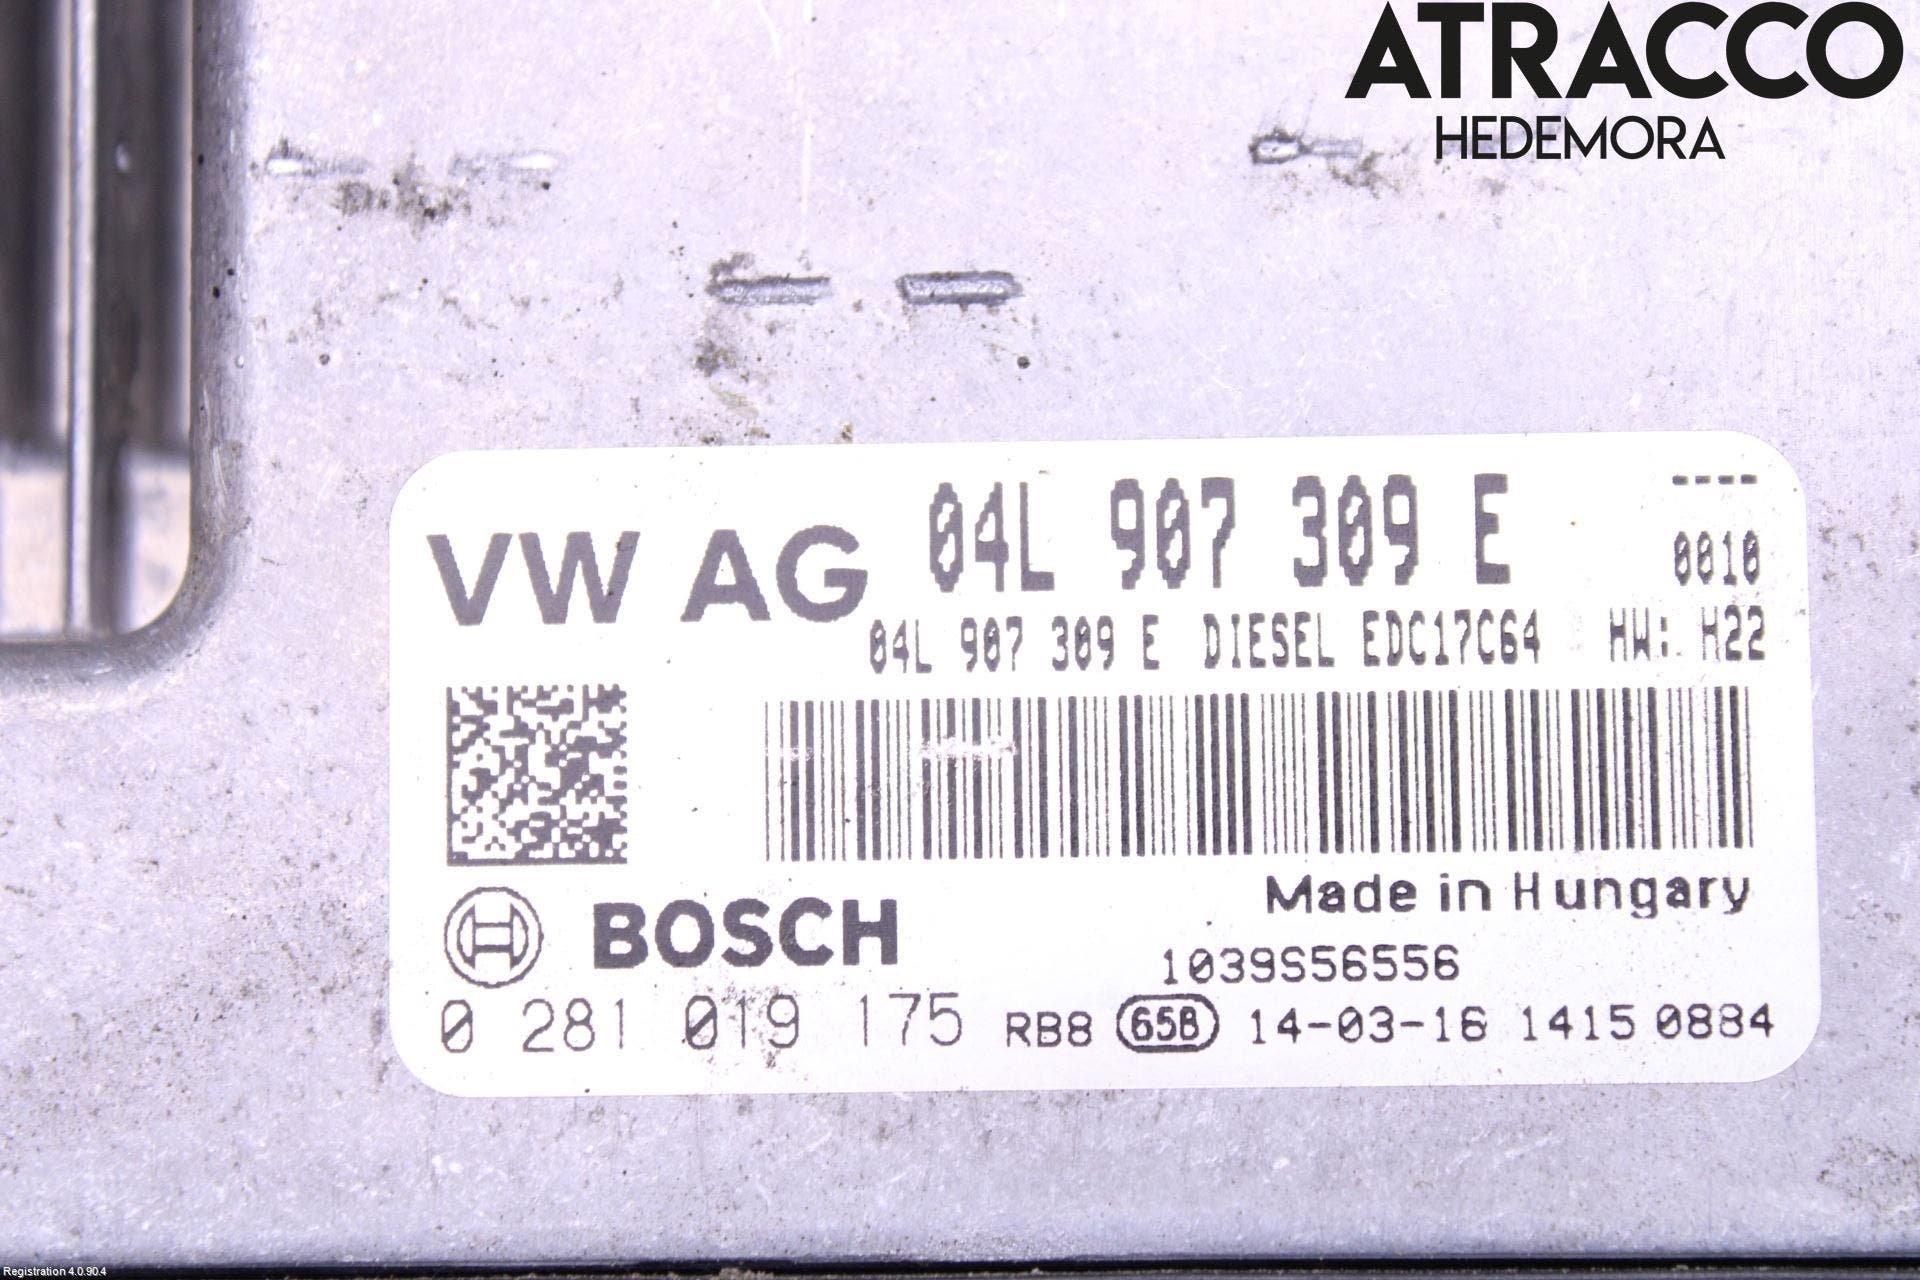 ATRACCO
HEDEMORA
VW AG 04L 907 309 E ----
0010
04L 907 309 E DIESEL EDC17C64 HW: H22
BOSCH
Made in Hungary
1039S56556
0 281 019 175 RB8 65B 14-03-16 1415 0884
Registration 4.0.90.4